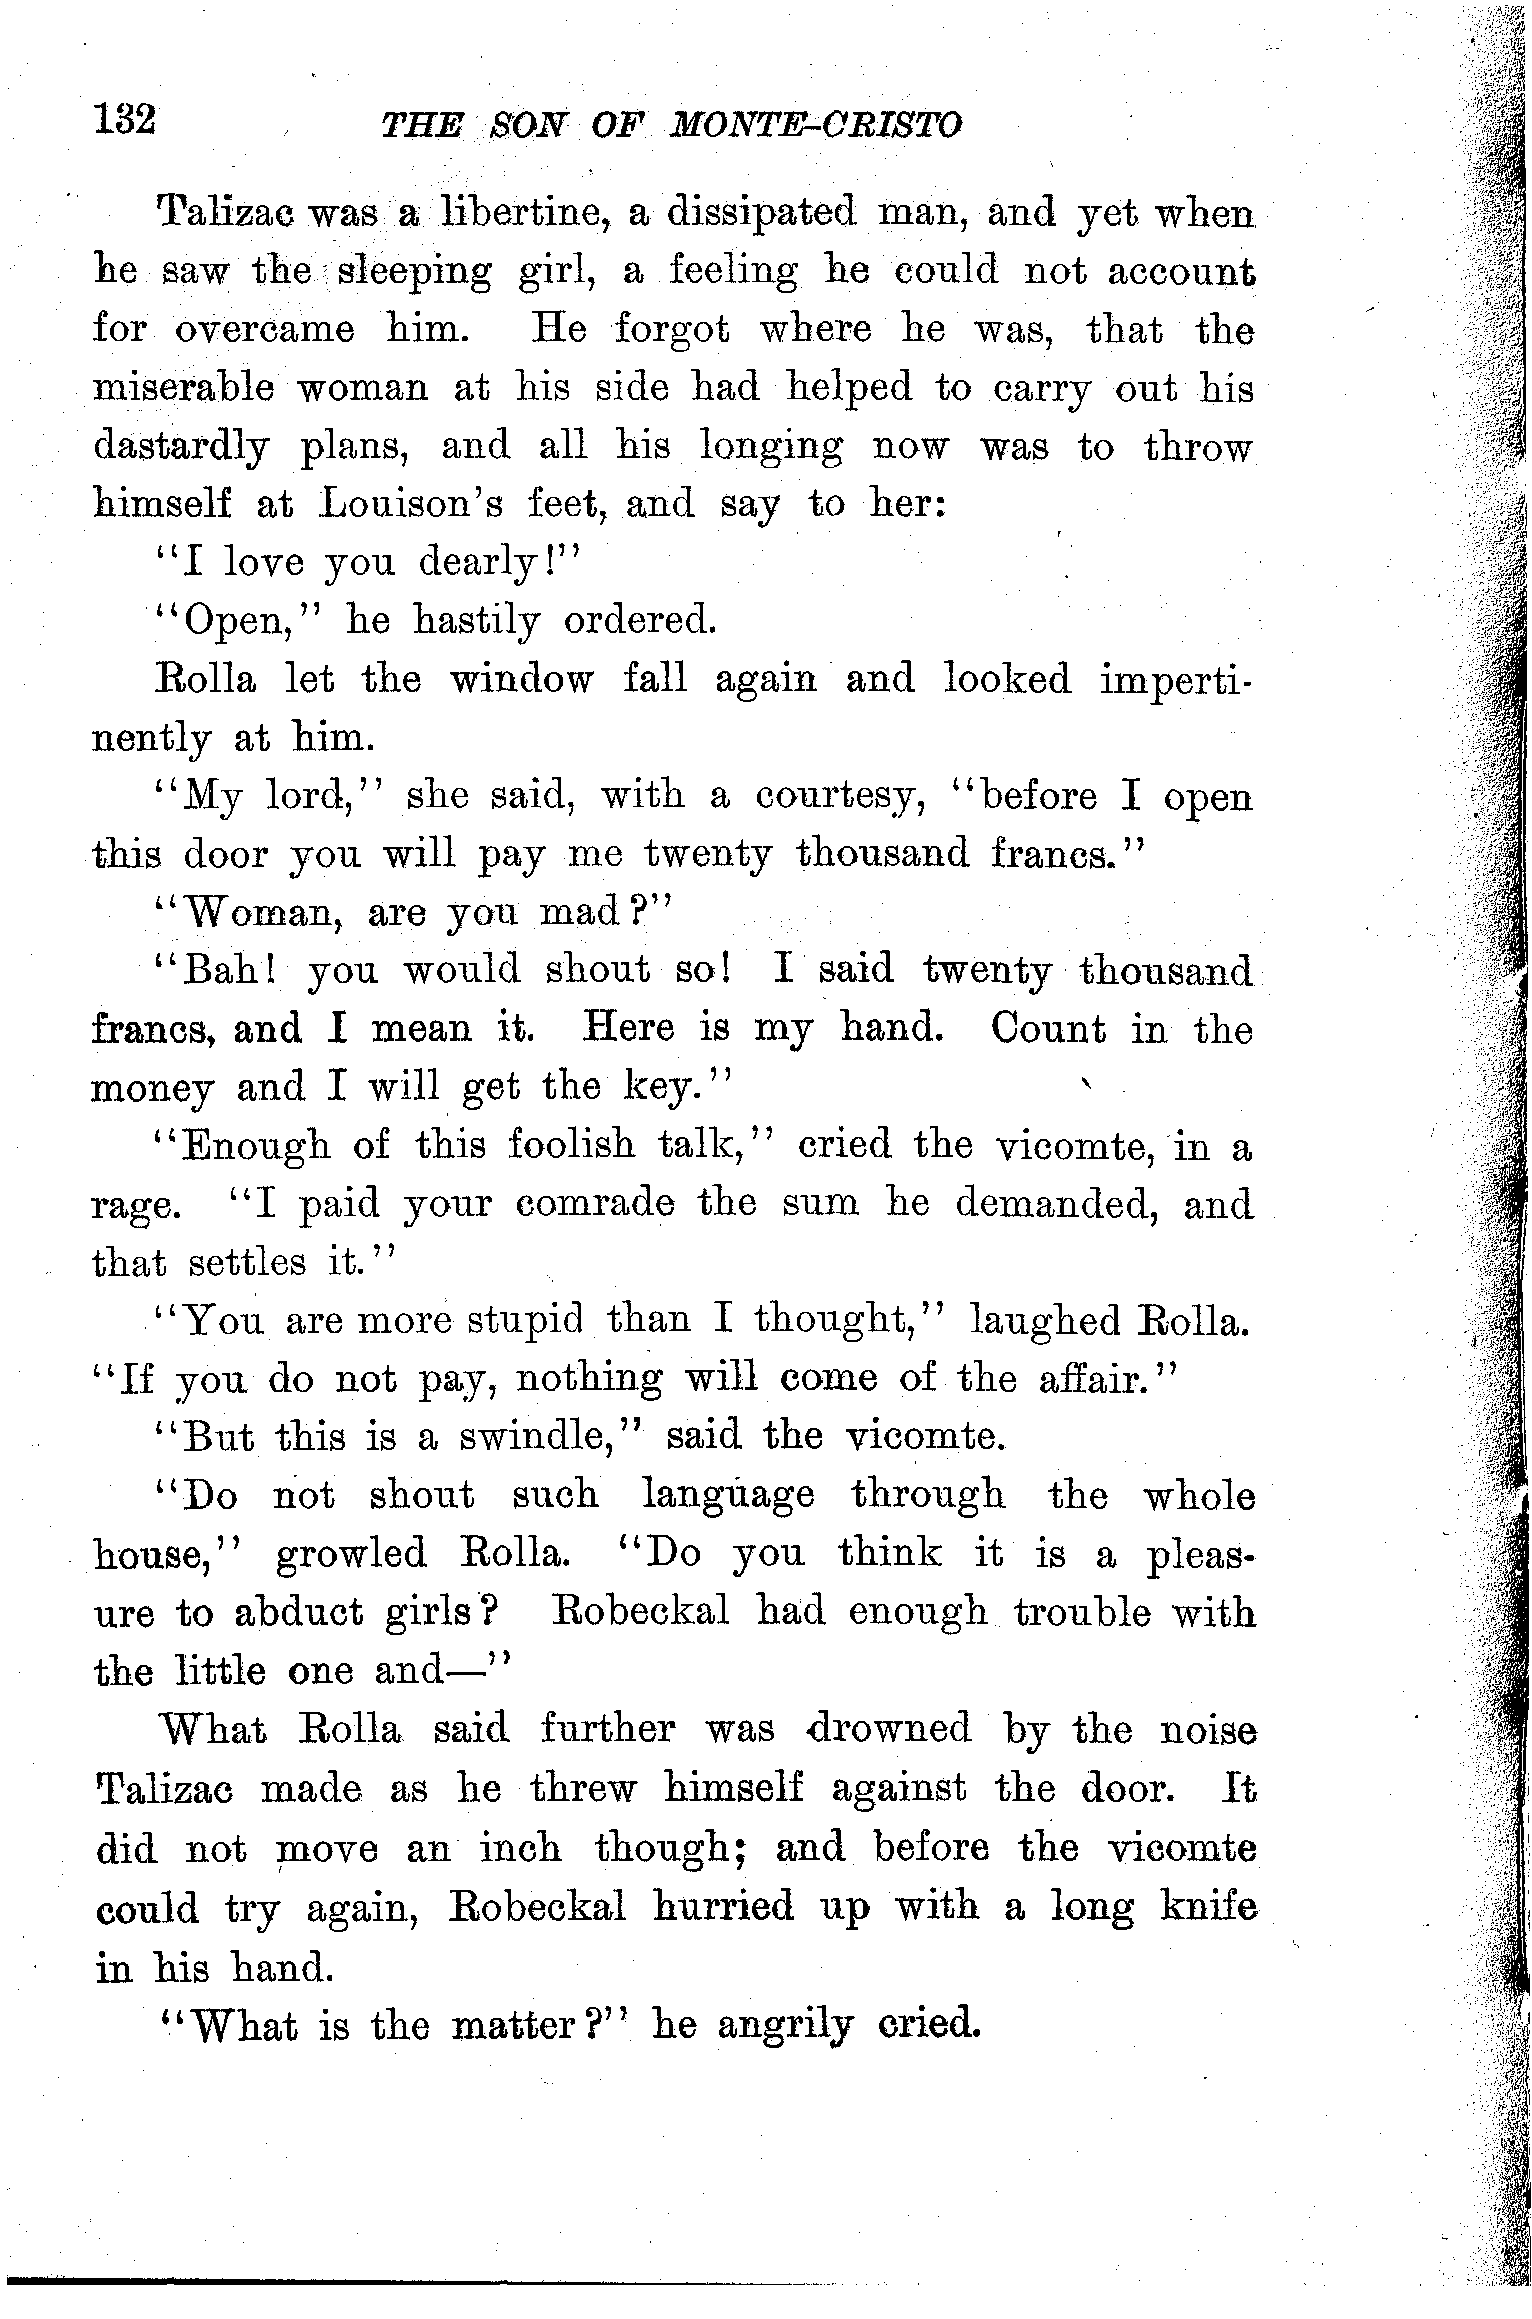 132 THE SON OF MONTE-CRISTO
Talizac was a libertine, a dissipated man, and yet when
he saw the sleeping girl, a feeling he could not account
for overcame him. He forgot where he was, that the
miserable woman at his side had helped to carry out his
dastardly plans, and all his longing now was to throw
himself at Louison's feet, and say to her:
"I love you dearly!"
"Open," he hastily ordered.
Rolla let the window fall again and looked imperti-
nently at him.
"My lord," she said, with a courtesy, "before I open
this door you will pay me twenty thousand francs."
"Woman, are you mad?"
"Bah! you would shout so! I said twenty thousand
francs, and I mean it. Here is my hand. Count in the
money and I will get the key."
"Enough of this foolish talk," cried the vicomte, in a
rage. "I paid your comrade the sum he demanded, and
that settles it."
"You are more stupid than I thought," laughed Rolla.
"If you do not pay, nothing will come of the affair."
"But this is a swindle," said the vicomte.
"Do not shout such language through the whole
house," growled Rolla. "Do you think it is a pleas-
ure to abduct girls? Robeckal had enough trouble with
the little one and—"
What Rolla said further was drowned by the noise
Talizac made as he threw himself against the door. It
did not move an inch though; and before the vicomte
could try again, Robeckal hurried up with a long knife
in his hand.
"What is the matter?" he angrily cried.